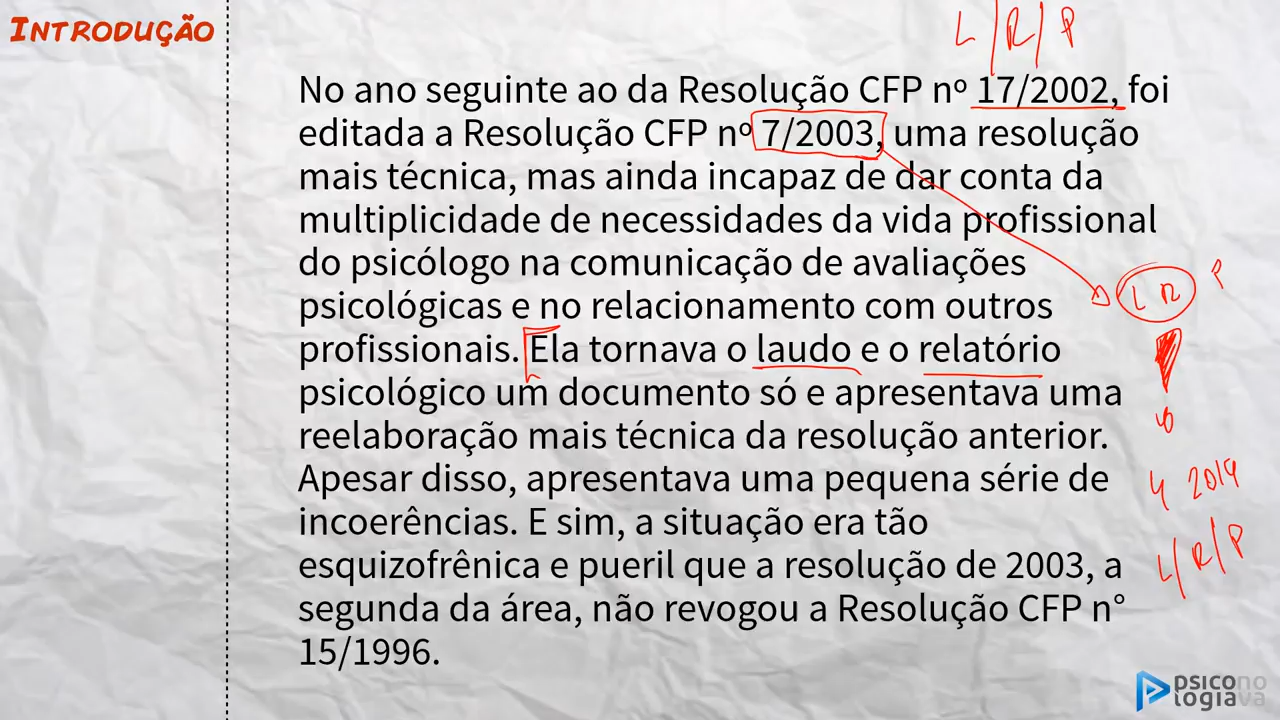 INTRODUÇÃO
L / R / P
No ano seguinte ao da Resolução CFP nº 17/2002, foi
editada a Resolução CFP nº 7/2003, uma resolução
mais técnica, mas ainda incapaz de dar conta da
multiplicidade de necessidades da vida profissional
do psicólogo na comunicação de avaliações
psicológicas e no relacionamento com outros
profissionais. Ela tornava o laudo e o relatório
psicológico um documento só e apresentava uma
reelaboração mais técnica da resolução anterior.
Apesar disso, apresentava uma pequena série de
incoerências. E sim, a situação era tão
esquizofrênica e pueril que a resolução de 2003, a
segunda da área, não revogou a Resolução CFP n°
15/1996.
L R P
6
4 2019
L / R / P
psicono
logiava